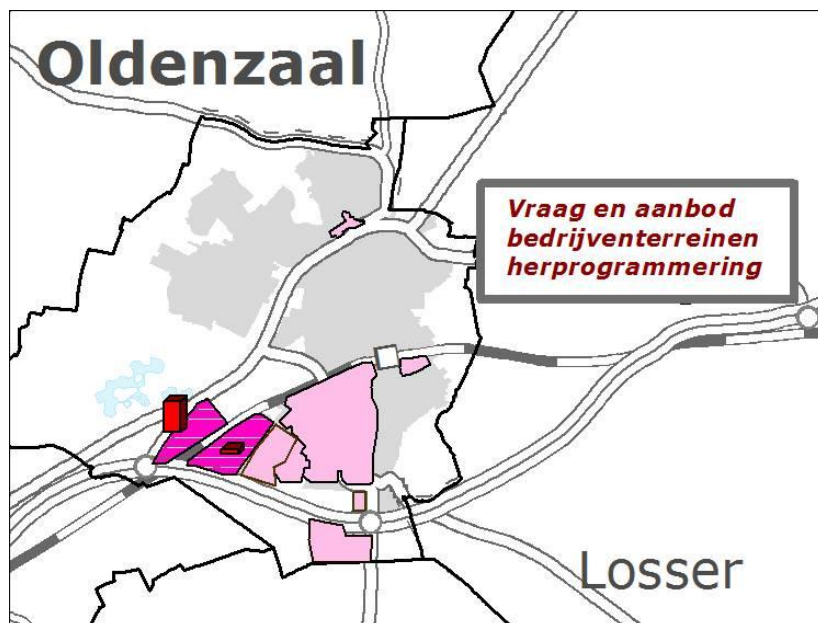 Oldenzaal
Vraag en aanbod
bedrijventerreinen
herprogrammering
Losser